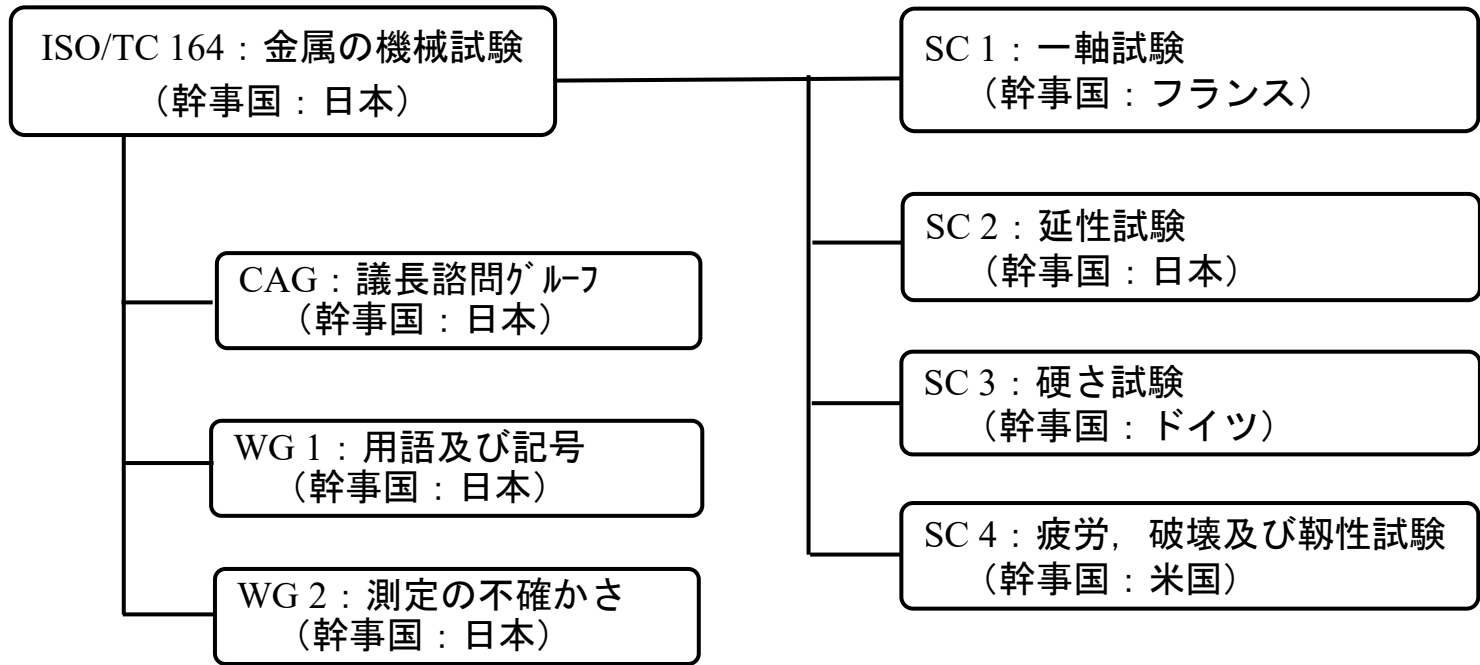 ISO/TC 164：金属の機械試験
（幹事国：日本）
CAG：議長諮問ｸﾞﾙｰﾌ
（幹事国：日本）
WG 1：用語及び記号
（幹事国：日本）
WG 2：測定の不確かさ
（幹事国：日本）
SC 1：一軸試験
（幹事国：フランス）
SC 2：延性試験
（幹事国：日本）
SC 3：硬さ試験
（幹事国：ドイツ）
SC 4：疲労，破壊及び靭性試験
（幹事国：米国）